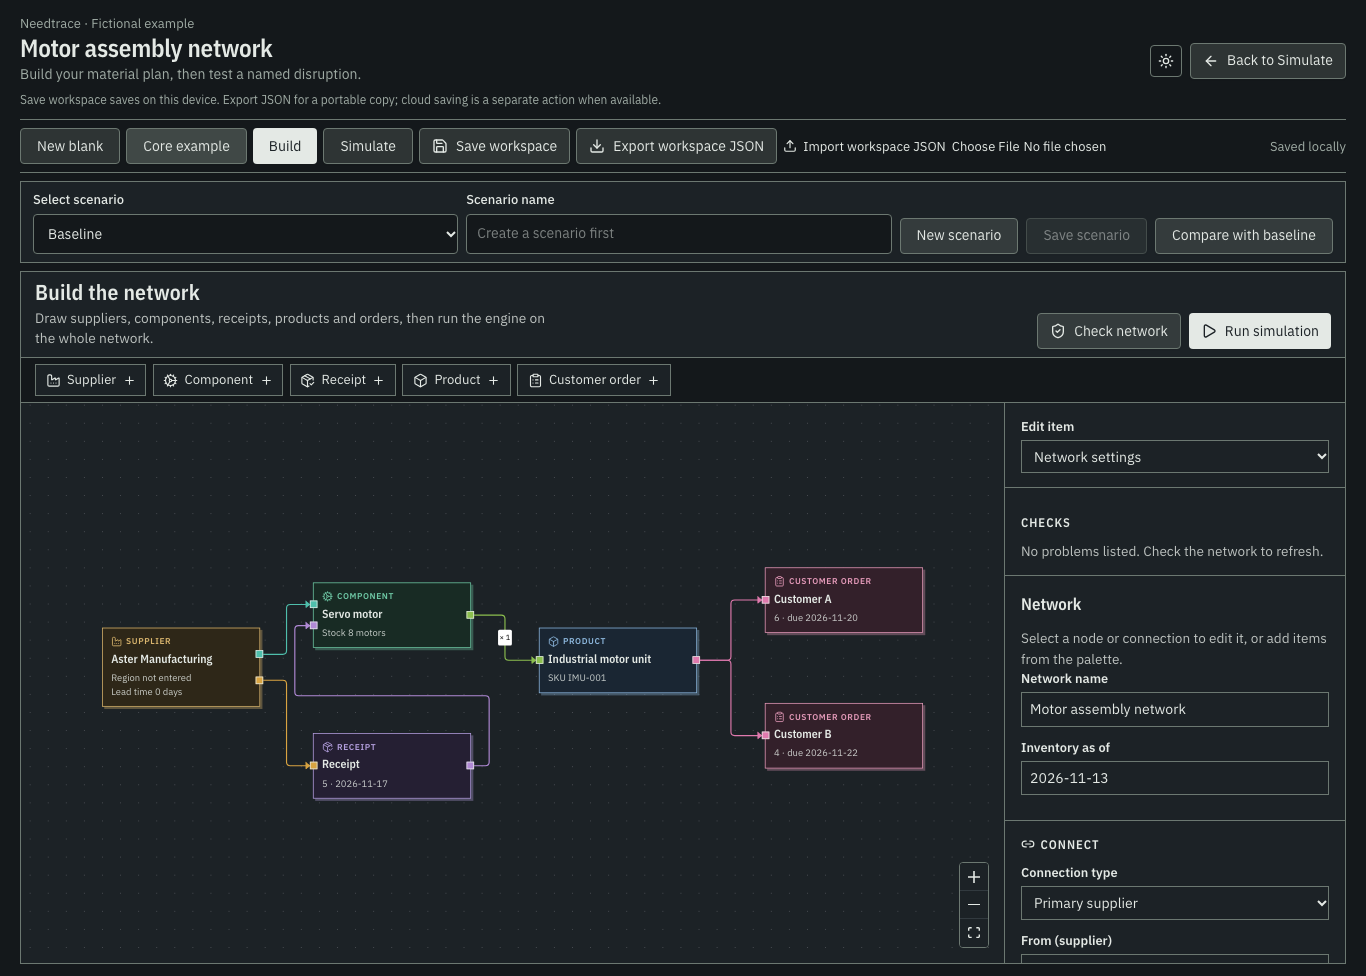 Needtrace · Fictional example
Motor assembly network
Build your material plan, then test a named disruption.
Save workspace saves on this device. Export JSON for a portable copy; cloud saving is a separate action when available.
Back to Simulate
New blank
Core example
Build
Simulate
Save workspace
Export workspace JSON
Import workspace JSON Choose File No file chosen
Saved locally
Select scenario
Baseline
Scenario name
Create a scenario first
New scenario
Save scenario
Compare with baseline
Build the network
Draw suppliers, components, receipts, products and orders, then run the engine on
the whole network.
Check network
Run simulation
Supplier +
Component +
Receipt +
Product +
Customer order +
SUPPLIER
Aster Manufacturing
Region not entered
Lead time 0 days
COMPONENT
Servo motor
Stock 8 motors
× 1
RECEIPT
Receipt
5 · 2026-11-17
PRODUCT
Industrial motor unit
SKU IMU-001
CUSTOMER ORDER
Customer A
6 · due 2026-11-20
CUSTOMER ORDER
Customer B
4 · due 2026-11-22
Edit item
Network settings
CHECKS
No problems listed. Check the network to refresh.
Network
Select a node or connection to edit it, or add items
from the palette.
Network name
Motor assembly network
Inventory as of
2026-11-13
CONNECT
Connection type
Primary supplier
From (supplier)